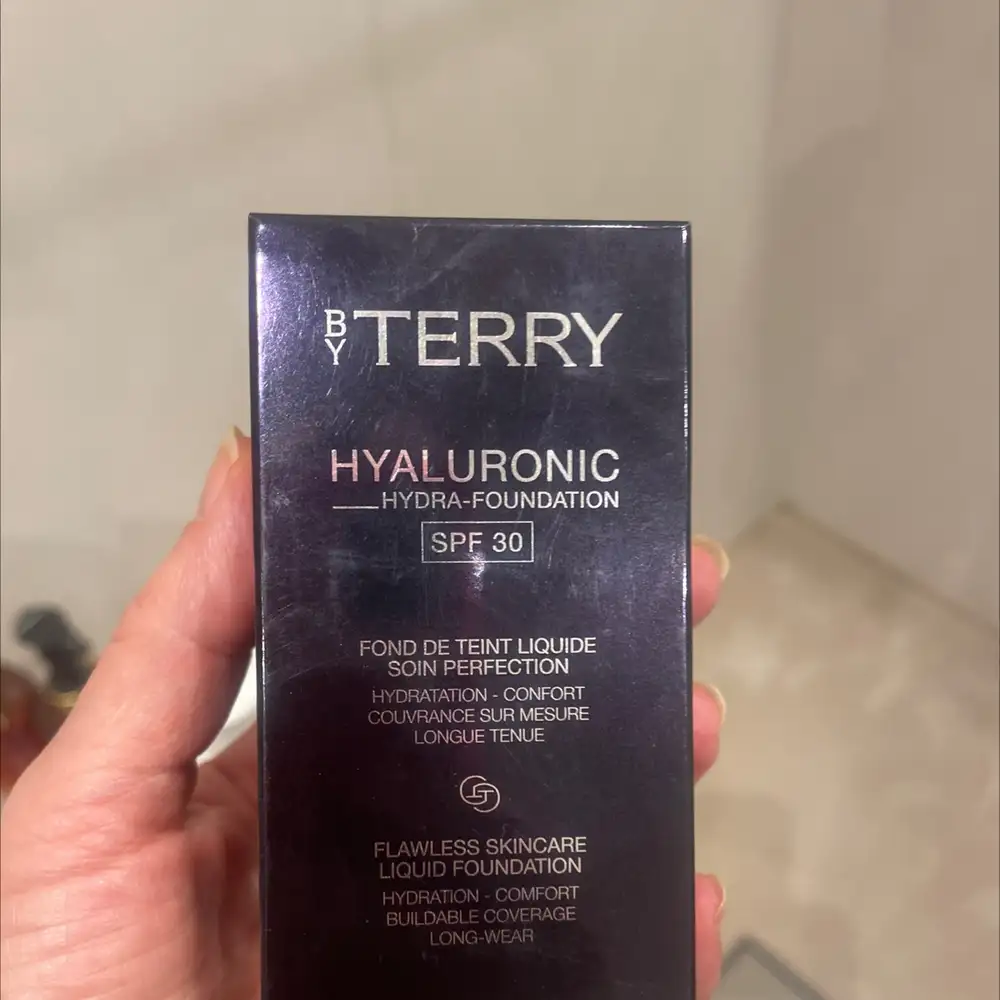 BY TERRY
HYALURONIC
HYDRA-FOUNDATION
SPF 30
FOND DE TEINT LIQUIDE
SOIN PERFECTION
HYDRATATION - CONFORT
COUVRANCE SUR MESURE
LONGUE TENUE
FLAWLESS SKINCARE
LIQUID FOUNDATION
HYDRATION - COMFORT
BUILDABLE COVERAGE
LONG-WEAR